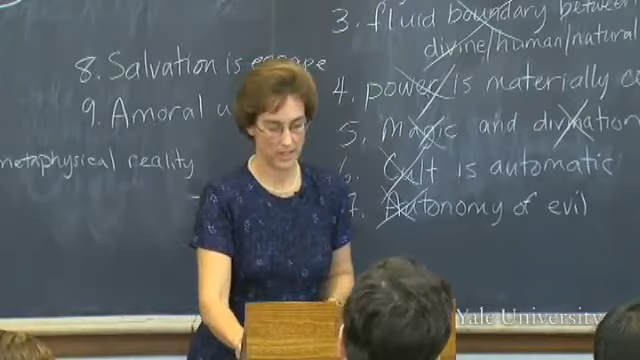 8. Salvation is escape
9. Amoral u
metaphysical reality
3. fluid boundary between
divine/human/natural
4. power is materially co
5. Magic and divination
6. Cult is automatic
7. Autonomy of evil
Yale University